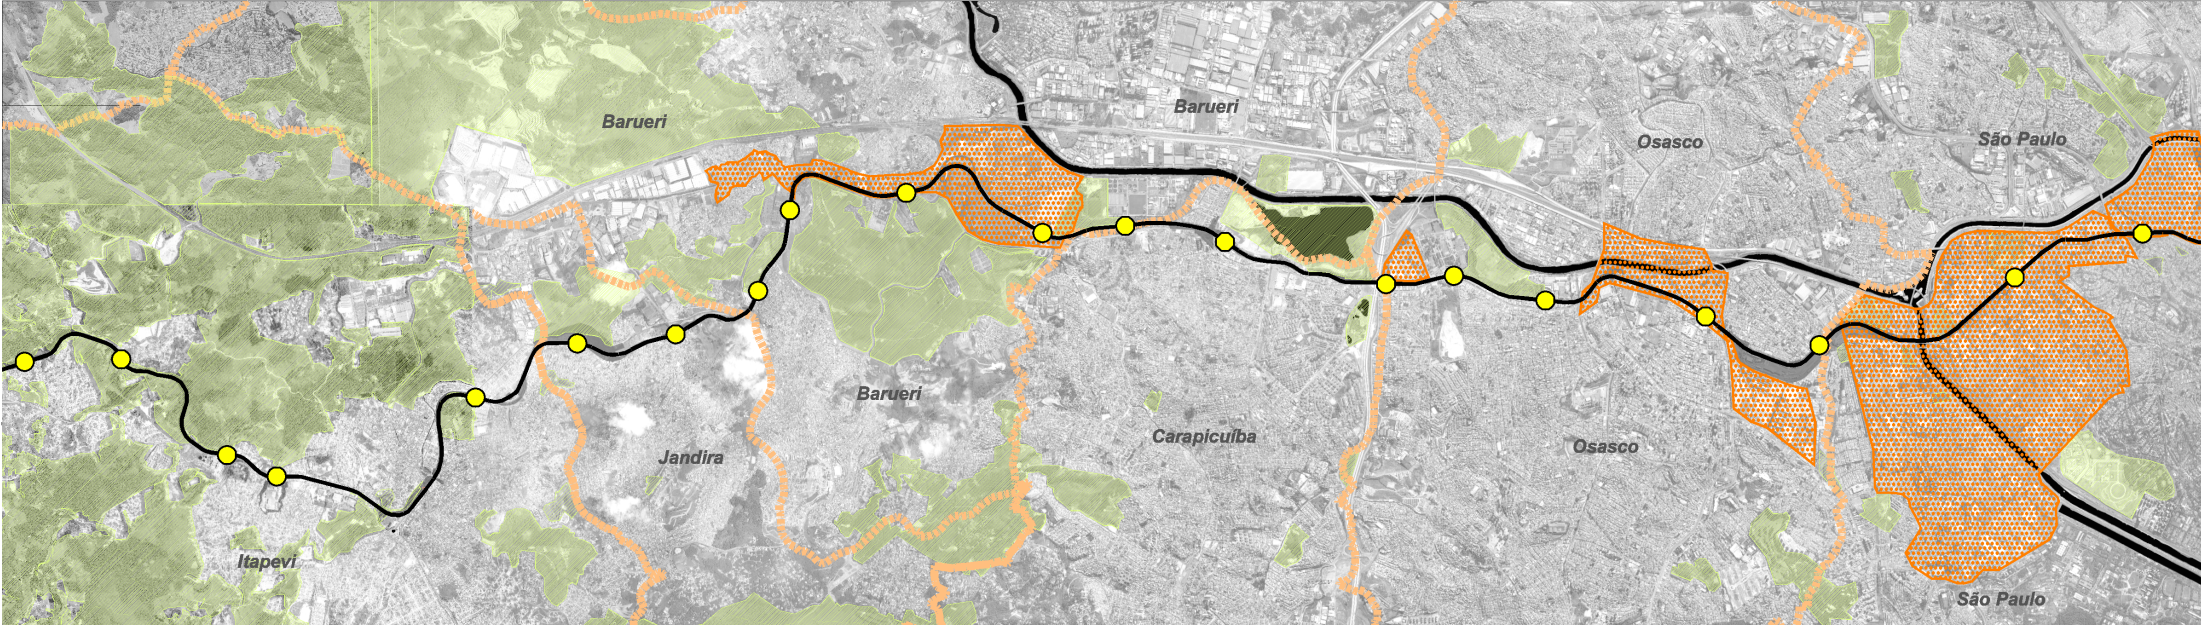 Barueri
Barueri
Osasco
São Paulo
Barueri
Carapicuíba
Osasco
Jandira
Itapevi
São Paulo